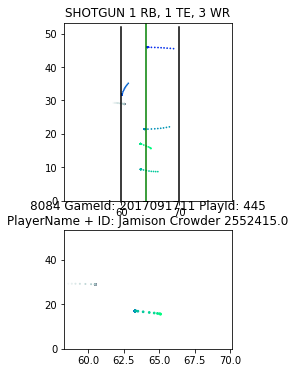 SHOTGUN 1 RB, 1 TE, 3 WR
50
40
30
20
10
0
60 70
8084 GameId: 2017091711 PlayId: 445
PlayerName + ID: Jamison Crowder 2552415.0
40
20
0
60.0 62.5 65.0 67.5 70.0